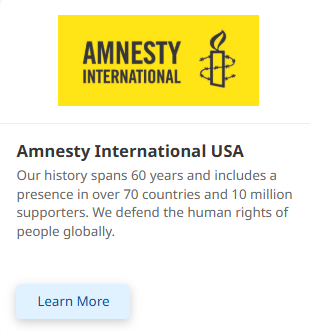 AMNESTY
INTERNATIONAL
Amnesty International USA
Our history spans 60 years and includes a
presence in over 70 countries and 10 million
supporters. We defend the human rights of
people globally.
Learn More